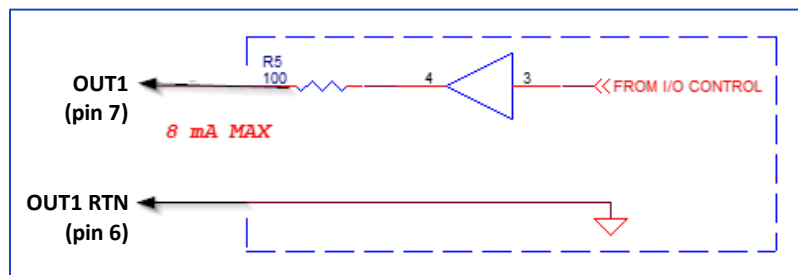 R5
100
OUT1
(pin 7)
4
3
FROM I/O CONTROL
8 mA MAX
OUT1 RTN
(pin 6)